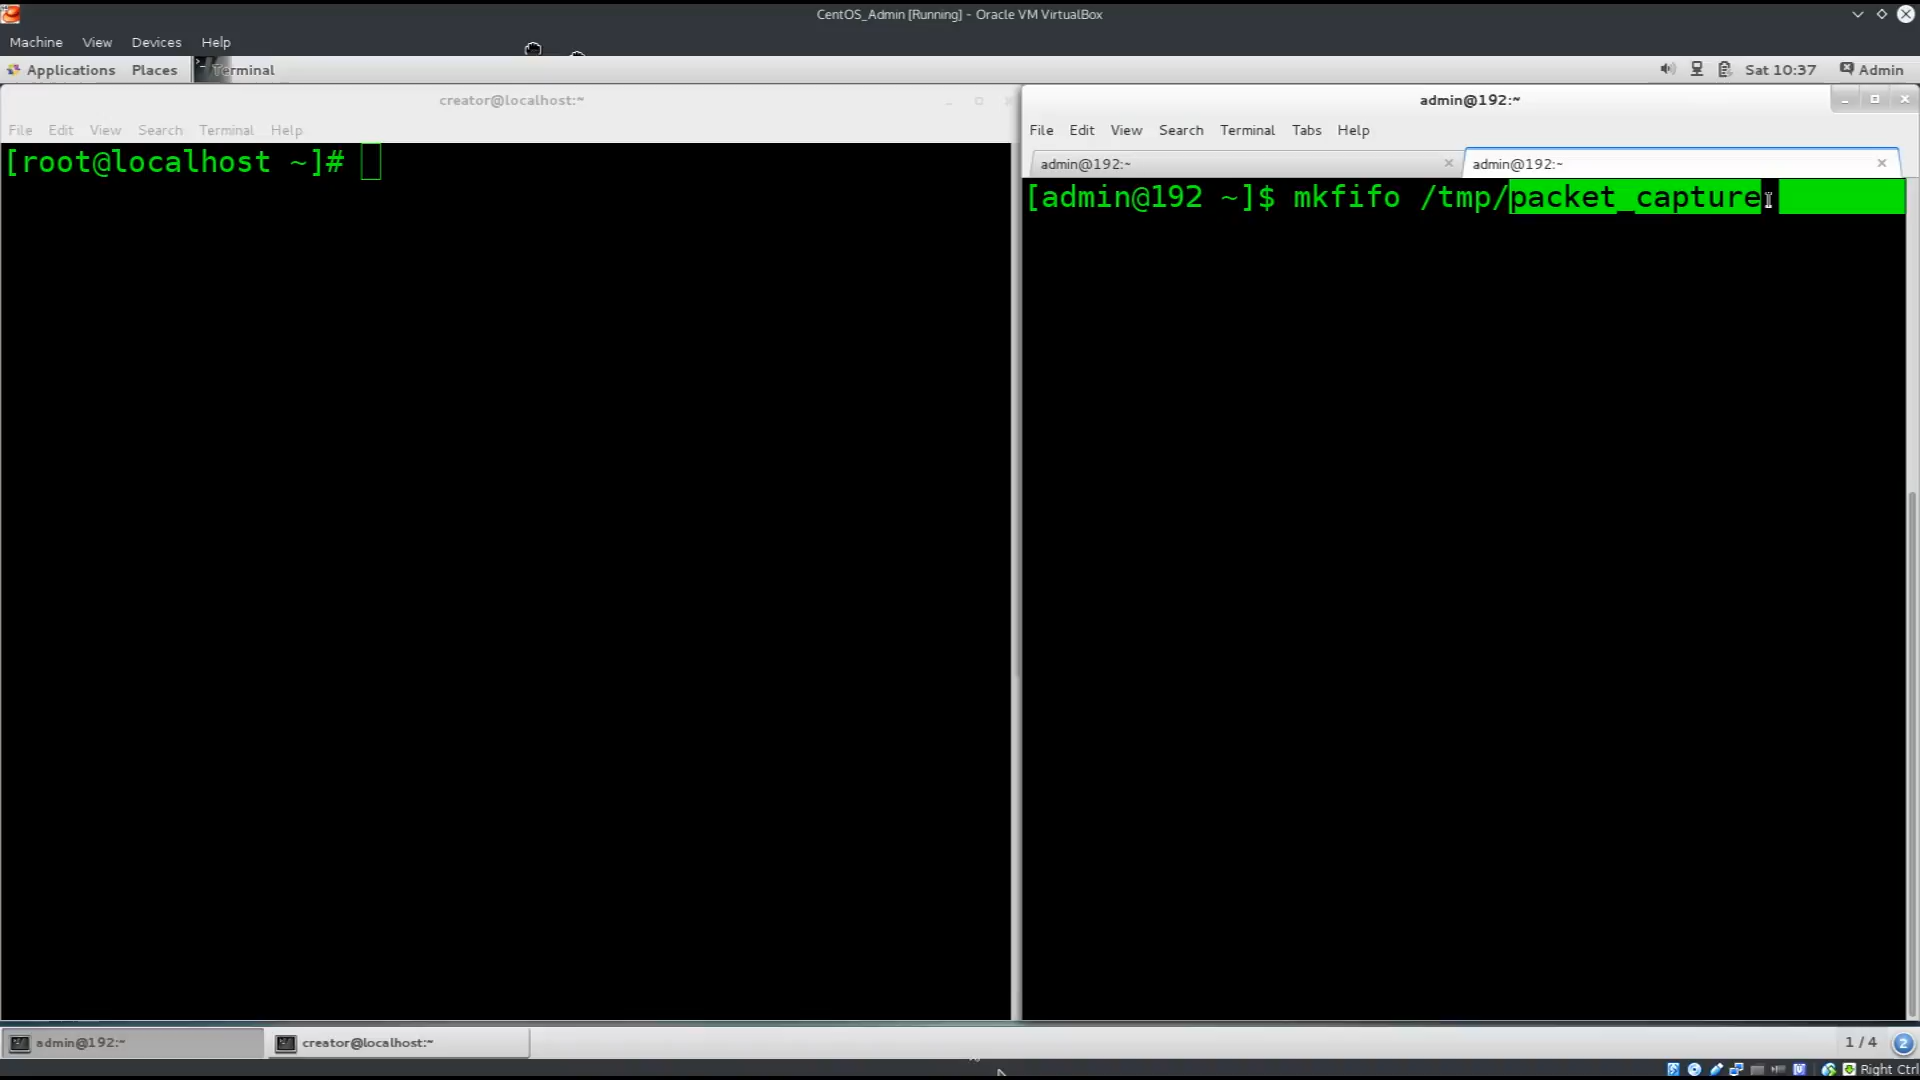 CentOS_Admin [Running] - Oracle VM VirtualBox
Machine View Devices Help
Applications Places Terminal Sat 10:37 Admin
creator@localhost:~
File Edit View Search Terminal Help
[root@localhost ~]#
admin@192:~
File Edit View Search Terminal Tabs Help
admin@192:~ admin@192:~
[admin@192 ~]$ mkfifo /tmp/packet_capture
admin@192:~ creator@localhost:~ 1 / 4 2
Right Ctrl